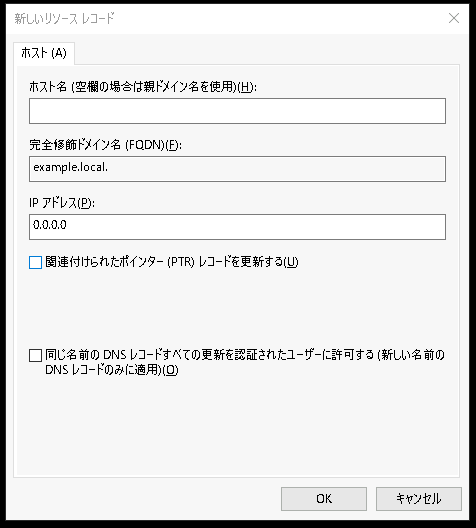 新しいリソース レコード
ホスト (A)
ホスト名 (空欄の場合は親ドメイン名を使用)(H):
完全修飾ドメイン名 (FQDN)(F):
example.local.
IP アドレス(P):
0.0.0.0
関連付けられたポインター (PTR) レコードを更新する(U)
同じ名前の DNS レコードすべての更新を認証されたユーザーに許可する (新しい名前の
DNS レコードのみに適用)(O)
OK
キャンセル